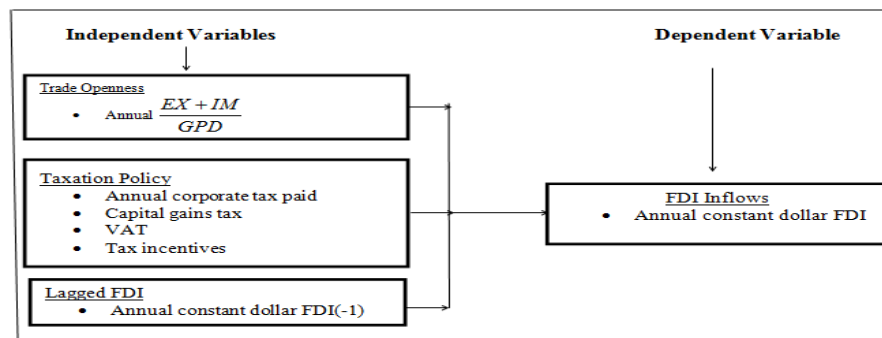 Independent Variables
Dependent Variable
Trade Openness
• Annual EX + IM / GPD
Taxation Policy
• Annual corporate tax paid
• Capital gains tax
• VAT
• Tax incentives
FDI Inflows
• Annual constant dollar FDI
Lagged FDI
• Annual constant dollar FDI(-1)